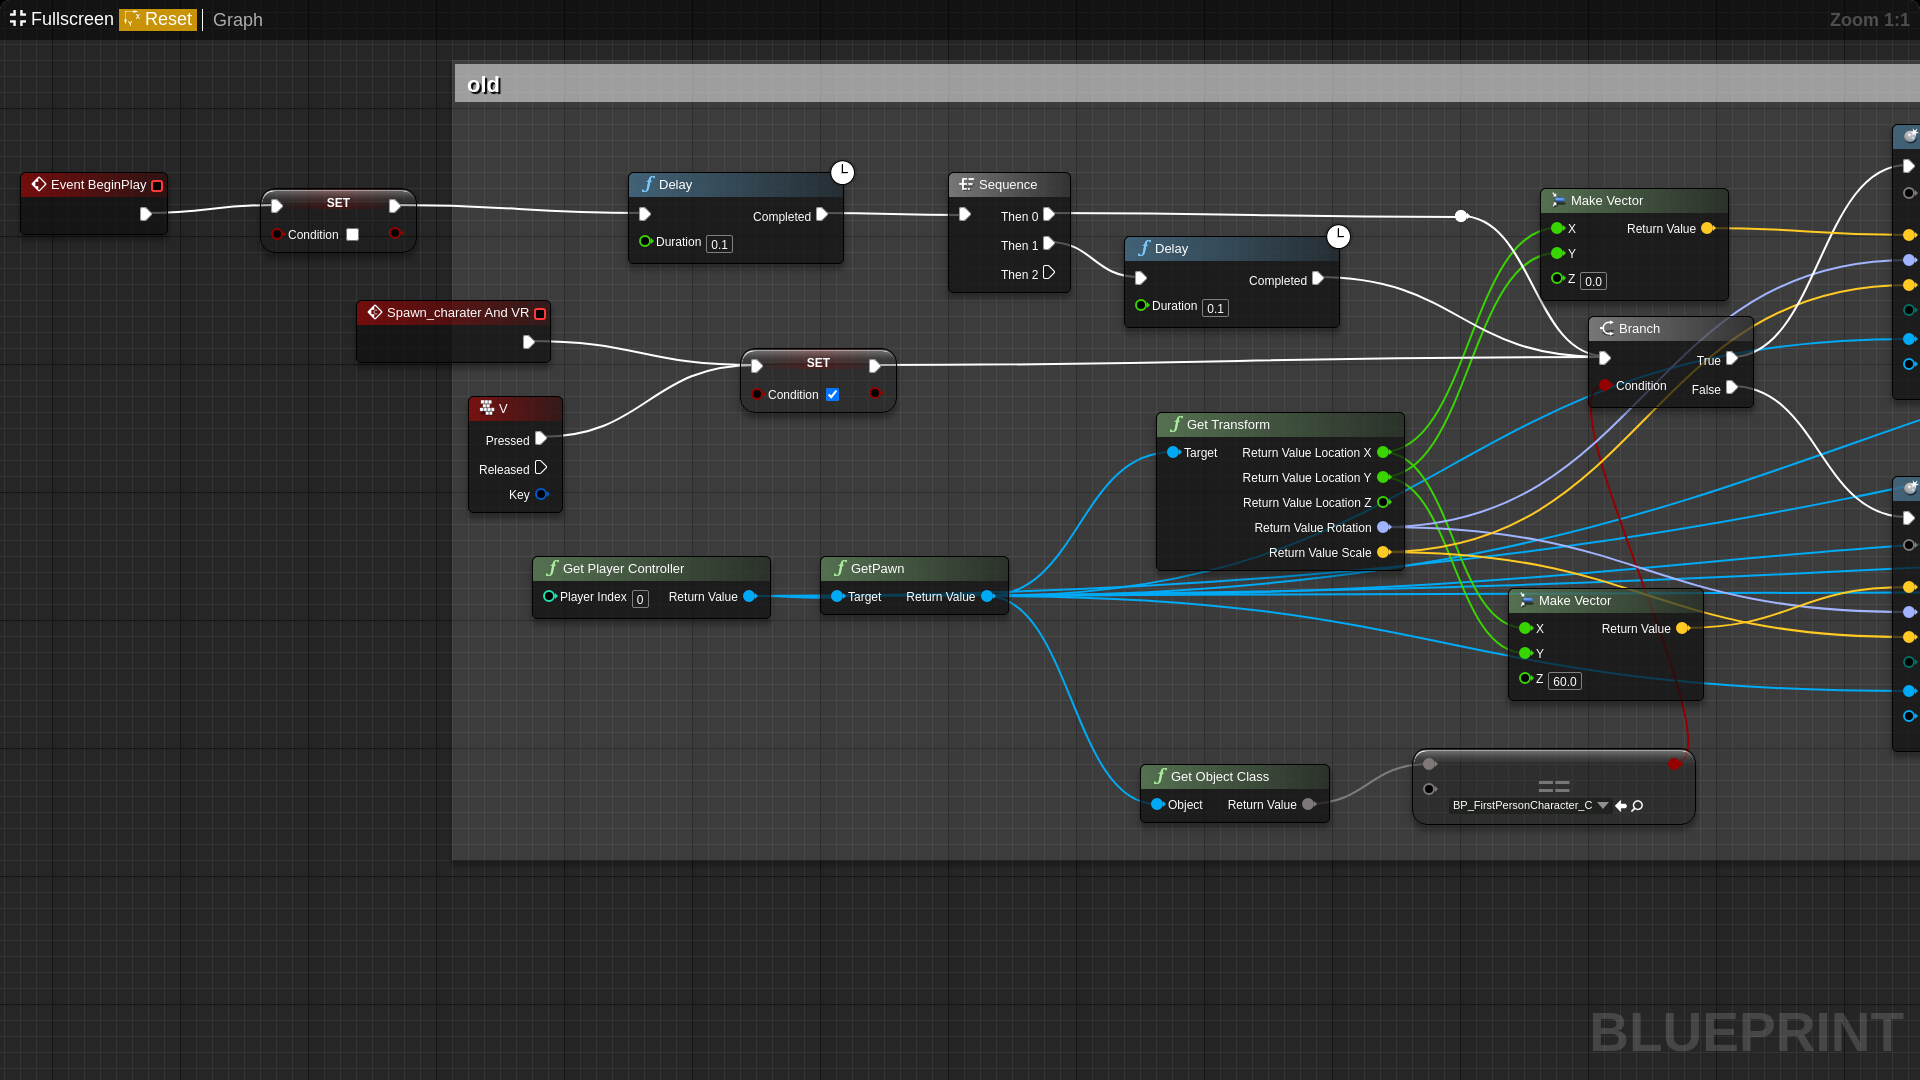 Fullscreen Reset Graph
Zoom 1:1
old
Event BeginPlay
SET
Condition
Delay
Completed
Duration 0.1
Sequence
Then 0
Then 1
Then 2
Delay
Completed
Duration 0.1
Make Vector
X
Return Value
Y
Z 0.0
Spawn_charater And VR
SET
Condition
Branch
True
Condition
False
V
Pressed
Released
Key
Get Transform
Target
Return Value Location X
Return Value Location Y
Return Value Location Z
Return Value Rotation
Return Value Scale
Get Player Controller
Player Index 0
Return Value
GetPawn
Target
Return Value
Make Vector
X
Return Value
Y
Z 60.0
Get Object Class
Object
Return Value
==
BP_FirstPersonCharacter_C
BLUEPRINT